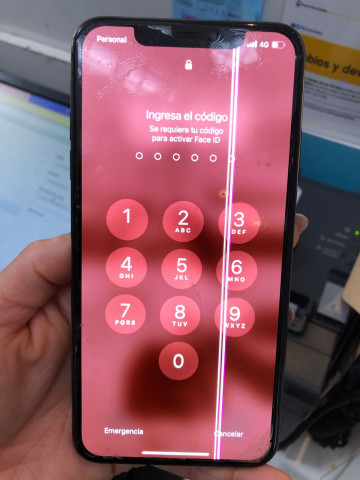 Personal
4G
Ingresa el código
Se requiere tu código
para activar Face ID
1
2
ABC
3
DEF
4
GHI
5
JKL
6
MNO
7
PQRS
8
TUV
9
WXYZ
0
Emergencia
Cancelar
bios y de